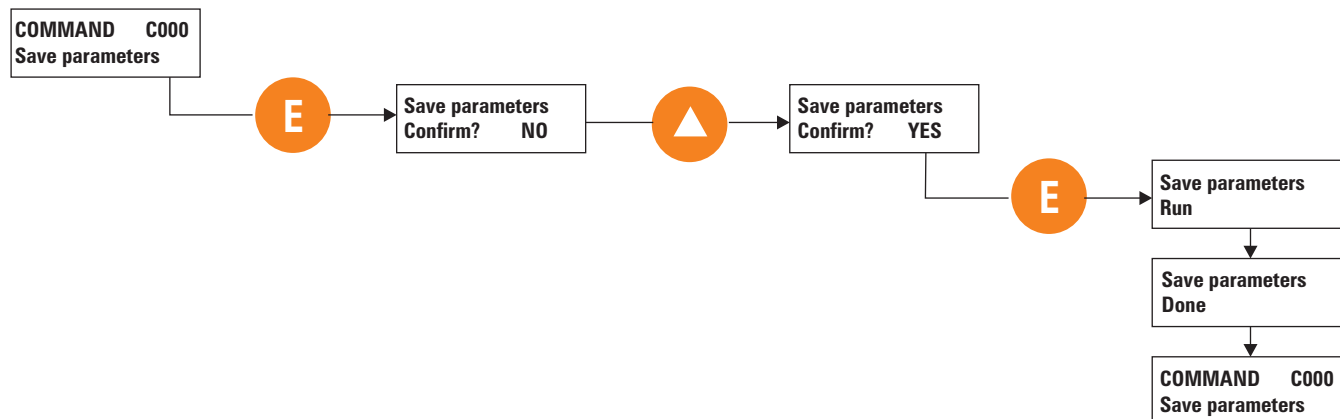 COMMAND C000
Save parameters
E
Save parameters
Confirm? NO
Save parameters
Confirm? YES
E
Save parameters
Run
Save parameters
Done
COMMAND C000
Save parameters